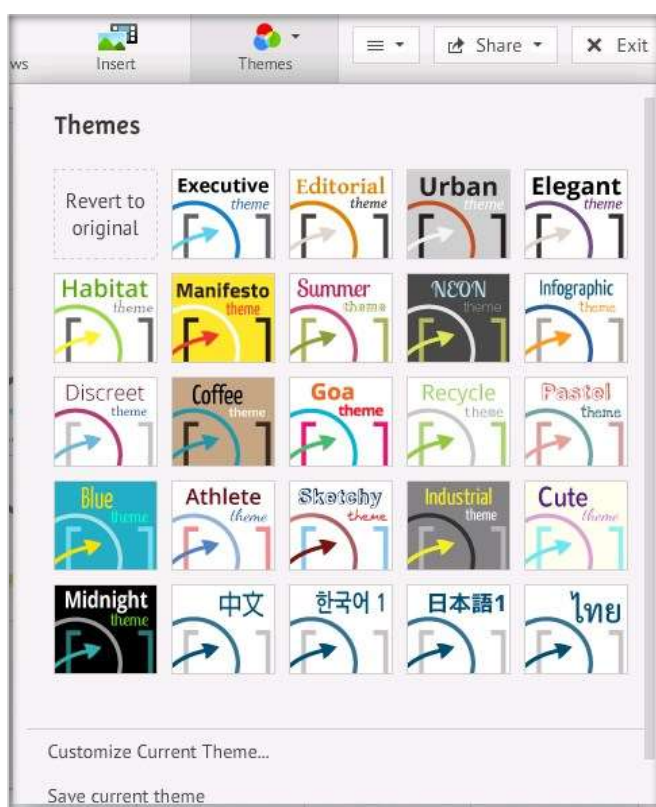 ws
Insert
Themes
Share
Exit
Themes
Revert to
original
Executive
theme
Editorial
theme
Urban
theme
Elegant
theme
Habitat
theme
Manifesto
theme
Summer
theme
NEON
theme
Infographic
theme
Discreet
theme
Coffee
theme
Goa
theme
Recycle
theme
Pastel
theme
Blue
theme
Athlete
theme
Sketchy
theme
Industrial
theme
Cute
theme
Midnight
theme
中文
한국어 1
日本語1
ไทย
Customize Current Theme...
Save current theme